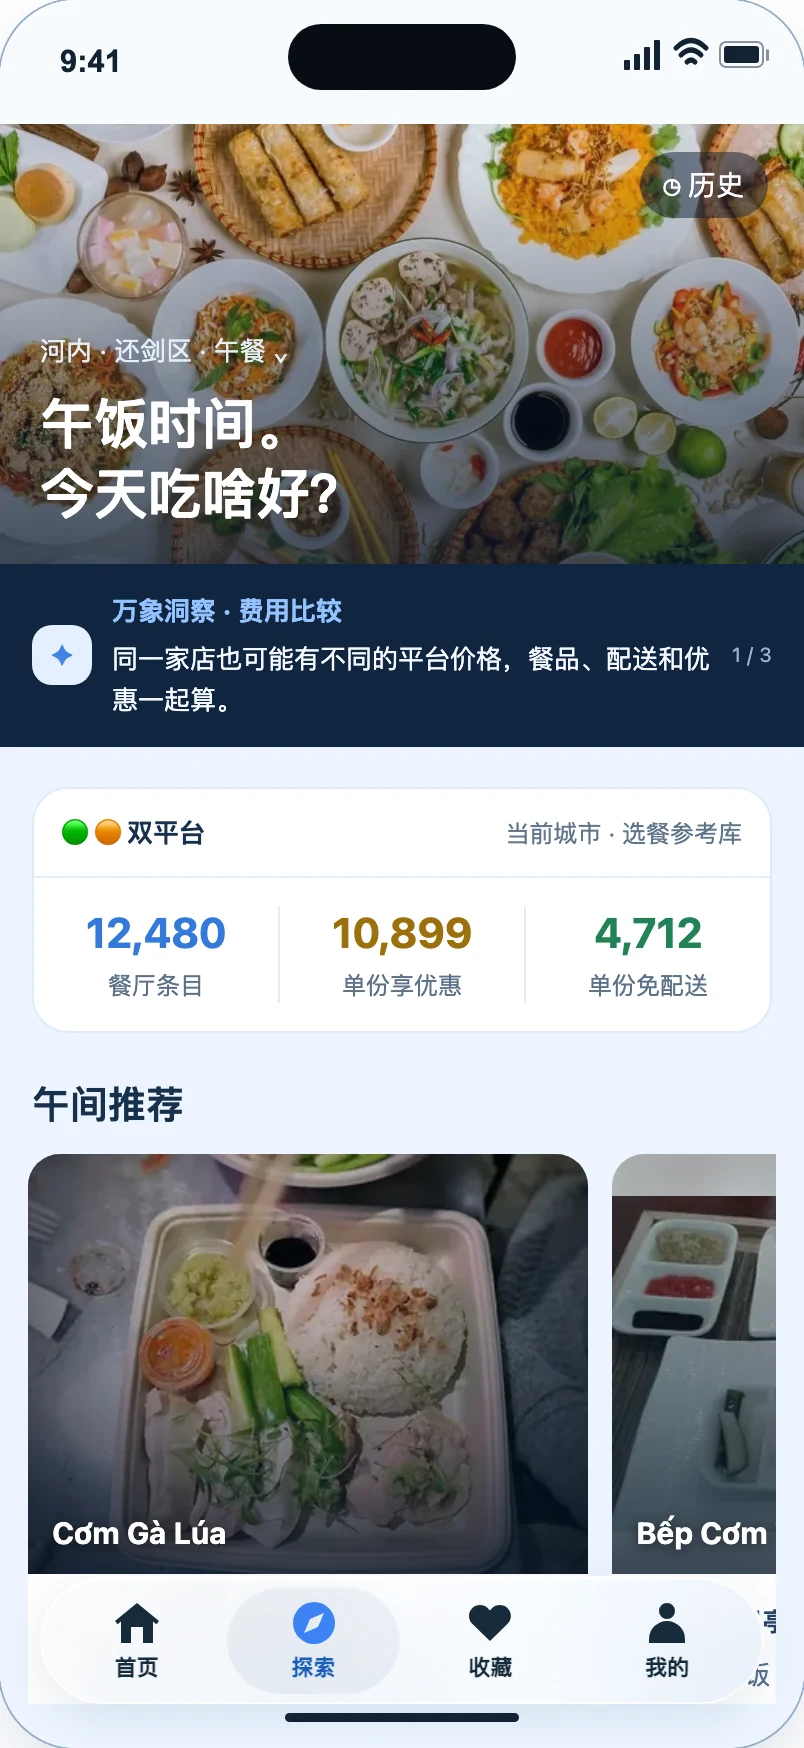 9:41
历史
河内 · 还剑区 · 午餐
午饭时间。
今天吃啥好?
万象洞察 · 费用比较
同一家店也可能有不同的平台价格，餐品、配送和优
惠一起算。
1 / 3
双平台
当前城市 · 选餐参考库
12,480
10,899
4,712
餐厅条目
单份享优惠
单份免配送
午间推荐
Cơm Gà Lúa
Bếp Cơm
首页
探索
收藏
我的